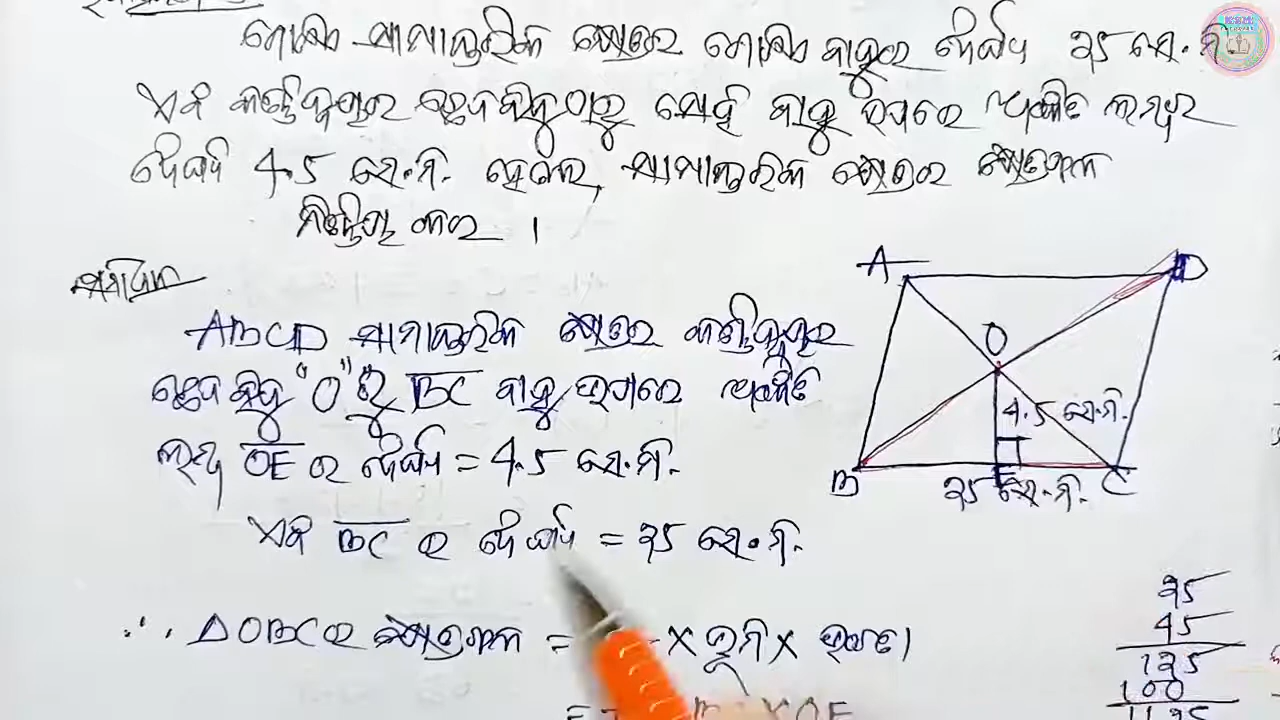 ଗୋଟିଏ ସାମାନ୍ତରିକ କ୍ଷେତ୍ରର ଗୋଟିଏ ବାହୁର ଦୈର୍ଘ୍ୟ 25 ସେ.ମି.
ଏବଂ କର୍ଣ୍ଣଦ୍ୱୟର ଛେଦବିନ୍ଦୁଠାରୁ ସେହି ବାହୁ ପ୍ରତି ଅଙ୍କିତ ଲମ୍ବର
ଦୈର୍ଘ୍ୟ 4.5 ସେ.ମି. ହେଲେ, ସାମାନ୍ତରିକ କ୍ଷେତ୍ରର କ୍ଷେତ୍ରଫଳ
ନିର୍ଣ୍ଣୟ କର ।
ସମାଧାନ
ABCD ସାମାନ୍ତରିକ କ୍ଷେତ୍ରର କର୍ଣ୍ଣଦ୍ୱୟର
ଛେଦବିନ୍ଦୁ "O" ରୁ BC ବାହୁ ପ୍ରତି ଅଙ୍କିତ
ଲମ୍ବ OE ର ଦୈର୍ଘ୍ୟ = 4.5 ସେ.ମି.
ଏବଂ BC ର ଦୈର୍ଘ୍ୟ = 25 ସେ.ମି.
∴ ΔOBC ର କ୍ଷେତ୍ରଫଳ = × ଭୂମି × ଉଚ୍ଚତା
= × OE
A D
O
4.5 ସେ.ମି.
B 25 ସେ.ମି. C
25
45
125
100
1125